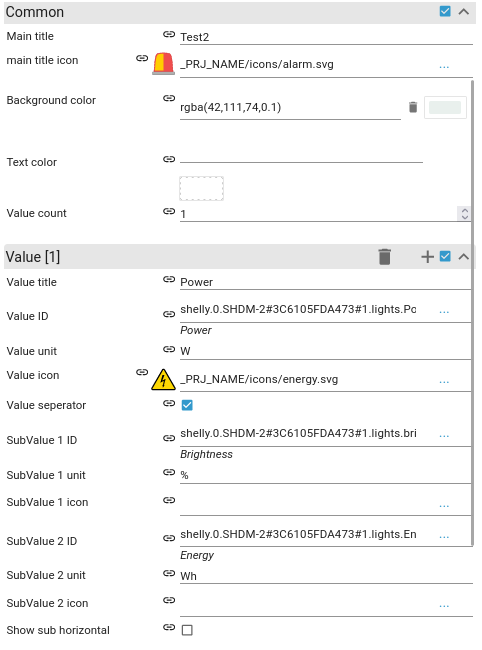 Common
Main title Test2
main title icon _PRJ_NAME/icons/alarm.svg ...
Background color rgba(42,111,74,0.1)
Text color
Value count 1
Value [1]
Value title Power
Value ID shelly.0.SHDM-2#3C6105FDA473#1.lights.Po ...
Power
Value unit W
Value icon _PRJ_NAME/icons/energy.svg ...
Value seperator
SubValue 1 ID shelly.0.SHDM-2#3C6105FDA473#1.lights.bri ...
Brightness
SubValue 1 unit %
SubValue 1 icon ...
SubValue 2 ID shelly.0.SHDM-2#3C6105FDA473#1.lights.En ...
Energy
SubValue 2 unit Wh
SubValue 2 icon ...
Show sub horizontal